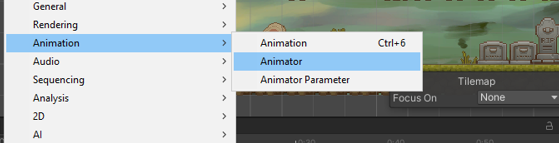 General
Rendering
Animation
Audio
Sequencing
Analysis
2D
AI
Animation Ctrl+6
Animator
Animator Parameter
Tilemap
Focus On None